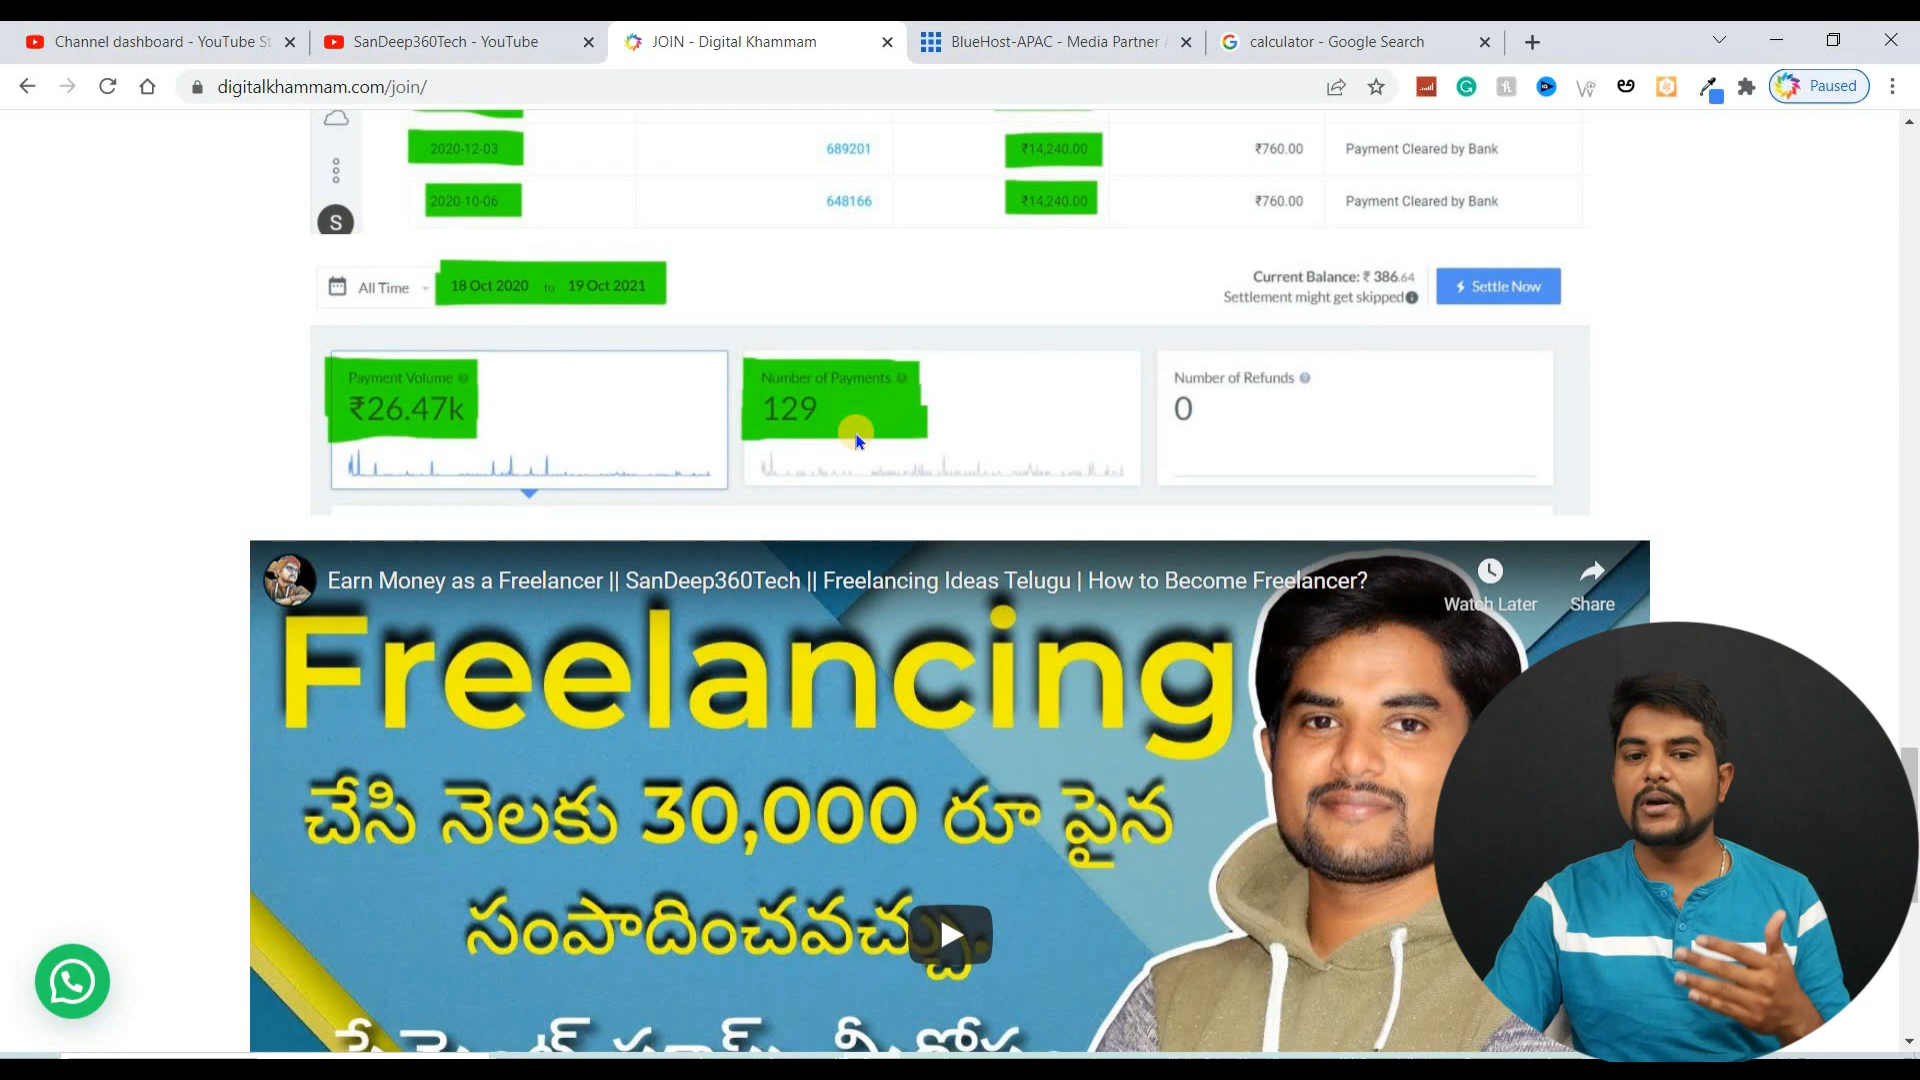 Channel dashboard - YouTube St
SanDeep360Tech - YouTube
JOIN - Digital Khammam
BlueHost-APAC - Media Partner
calculator - Google Search
digitalkhammam.com/join/
Paused
2020-12-03 689201 ₹14,240.00 ₹760.00 Payment Cleared by Bank
2020-10-06 648166 ₹14,240.00 ₹760.00 Payment Cleared by Bank
S
All Time 18 Oct 2020 to 19 Oct 2021
Current Balance: ₹ 386.64
Settlement might get skipped
Settle Now
Payment Volume
₹26.47k
Number of Payments
129
Number of Refunds
0
Earn Money as a Freelancer || SanDeep360Tech || Freelancing Ideas Telugu | How to Become Freelancer?
Watch Later
Share
Freelancing
చేసి నెలకు 30,000 రూ పైన
సంపాదించవచ్చు.